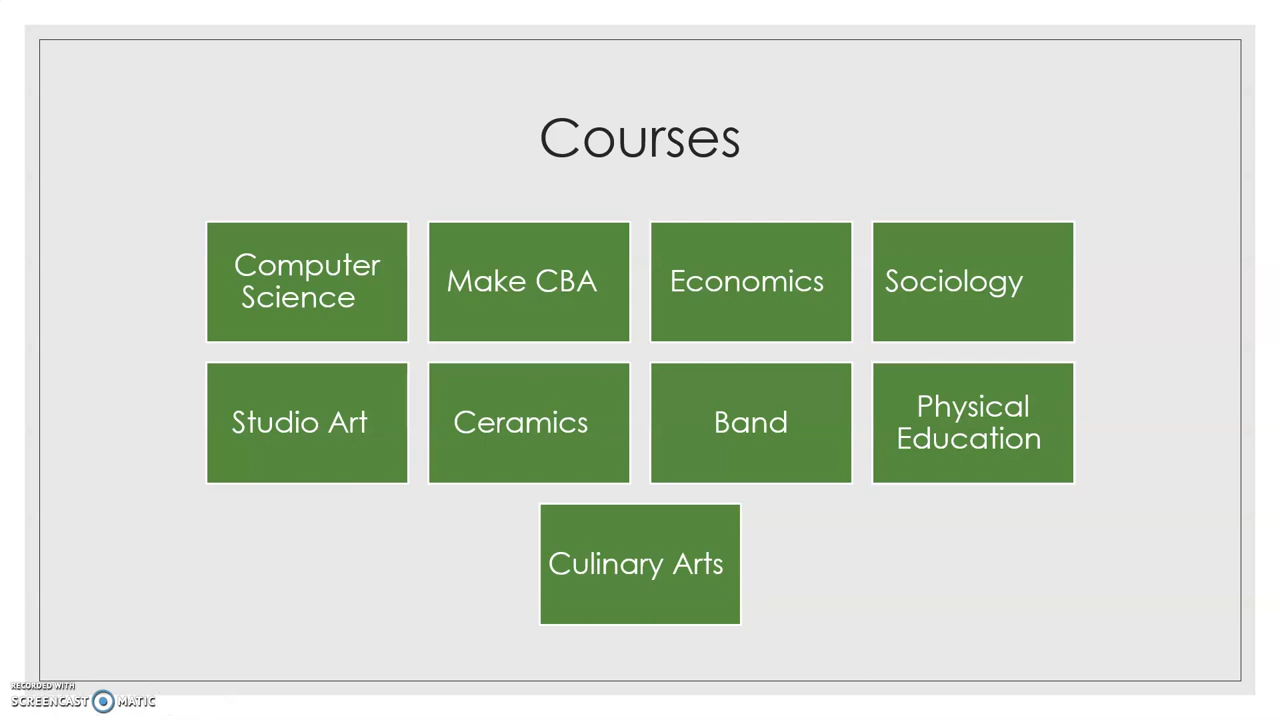 Courses
Computer
Science
Make CBA
Economics
Sociology
Studio Art
Ceramics
Band
Physical
Education
Culinary Arts
RECORDED WITH
SCREENCAST MATIC